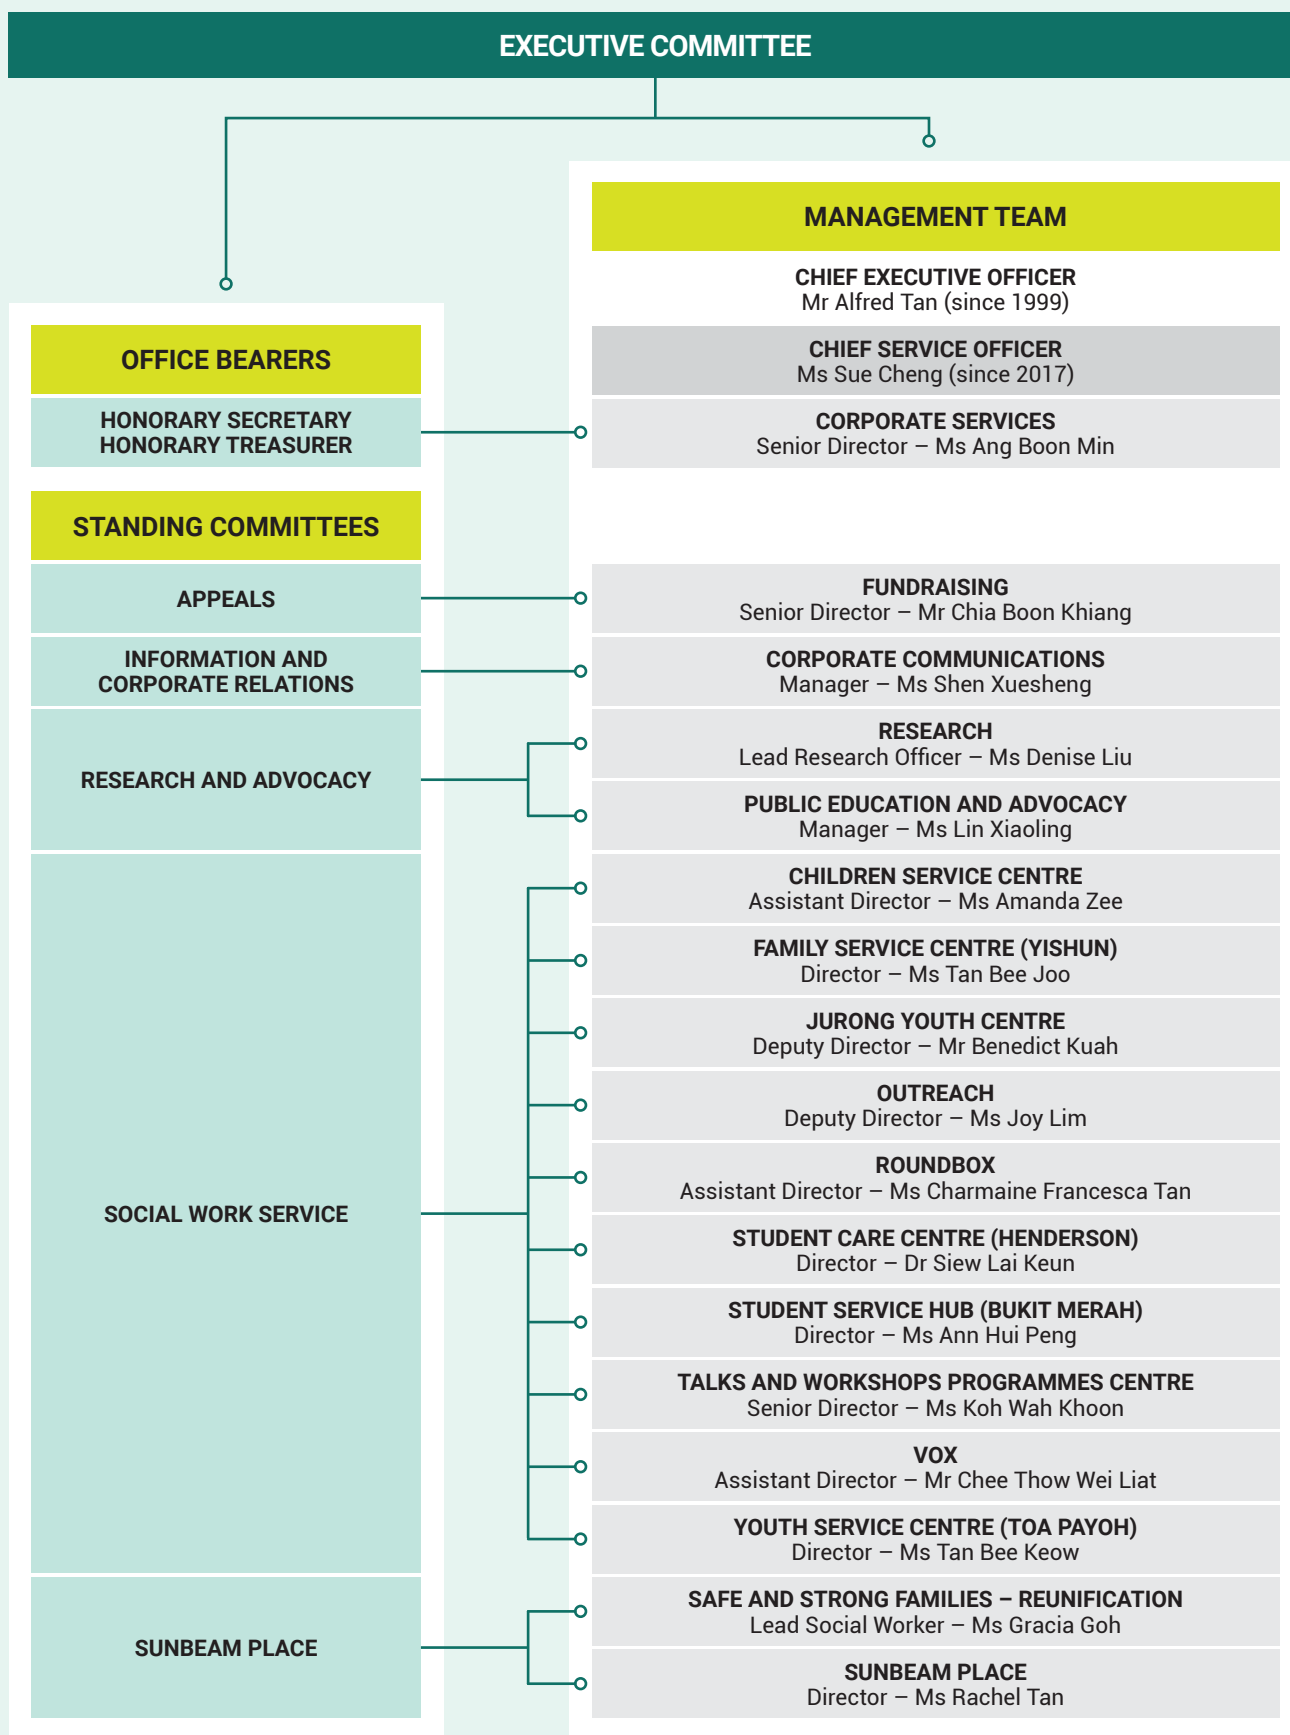 EXECUTIVE COMMITTEE
MANAGEMENT TEAM
CHIEF EXECUTIVE OFFICER
Mr Alfred Tan (since 1999)
CHIEF SERVICE OFFICER
Ms Sue Cheng (since 2017)
OFFICE BEARERS
HONORARY SECRETARY
HONORARY TREASURER
CORPORATE SERVICES
Senior Director – Ms Ang Boon Min
STANDING COMMITTEES
APPEALS
FUNDRAISING
Senior Director – Mr Chia Boon Khiang
INFORMATION AND
CORPORATE RELATIONS
CORPORATE COMMUNICATIONS
Manager – Ms Shen Xuesheng
RESEARCH AND ADVOCACY
RESEARCH
Lead Research Officer – Ms Denise Liu
PUBLIC EDUCATION AND ADVOCACY
Manager – Ms Lin Xiaoling
SOCIAL WORK SERVICE
CHILDREN SERVICE CENTRE
Assistant Director – Ms Amanda Zee
FAMILY SERVICE CENTRE (YISHUN)
Director – Ms Tan Bee Joo
JURONG YOUTH CENTRE
Deputy Director – Mr Benedict Kuah
OUTREACH
Deputy Director – Ms Joy Lim
ROUNDBOX
Assistant Director – Ms Charmaine Francesca Tan
STUDENT CARE CENTRE (HENDERSON)
Director – Dr Siew Lai Keun
STUDENT SERVICE HUB (BUKIT MERAH)
Director – Ms Ann Hui Peng
TALKS AND WORKSHOPS PROGRAMMES CENTRE
Senior Director – Ms Koh Wah Khoon
VOX
Assistant Director – Mr Chee Thow Wei Liat
YOUTH SERVICE CENTRE (TOA PAYOH)
Director – Ms Tan Bee Keow
SUNBEAM PLACE
SAFE AND STRONG FAMILIES – REUNIFICATION
Lead Social Worker – Ms Gracia Goh
SUNBEAM PLACE
Director – Ms Rachel Tan